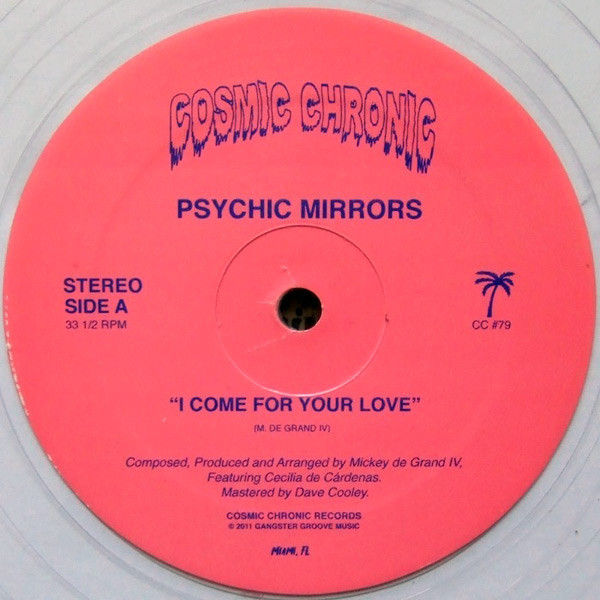 COSMIC CHRONIC
PSYCHIC MIRRORS
STEREO
SIDE A
33 1/2 RPM
CC #79
“I COME FOR YOUR LOVE”
(M. DE GRAND IV)
Composed, Produced and Arranged by Mickey de Grand IV,
Featuring Cecilia de Cárdenas.
Mastered by Dave Cooley.
COSMIC CHRONIC RECORDS
© 2011 GANGSTER GROOVE MUSIC
MIAMI, FL